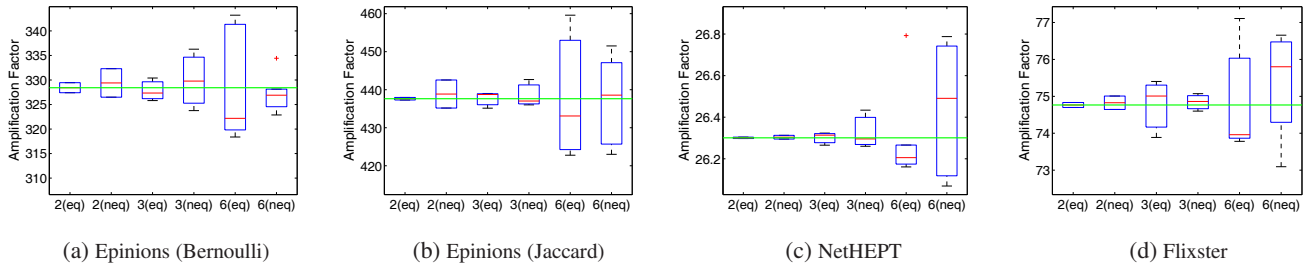 Amplification Factor
340
335
330
325
320
315
310
2(eq) 2(neq) 3(eq) 3(neq) 6(eq) 6(neq)
(a) Epinions (Bernoulli)
Amplification Factor
460
450
440
430
420
2(eq) 2(neq) 3(eq) 3(neq) 6(eq) 6(neq)
(b) Epinions (Jaccard)
Amplification Factor
26.8
26.6
26.4
26.2
2(eq) 2(neq) 3(eq) 3(neq) 6(eq) 6(neq)
(c) NetHEPT
Amplification Factor
77
76
75
74
73
2(eq) 2(neq) 3(eq) 3(neq) 6(eq) 6(neq)
(d) Flixster